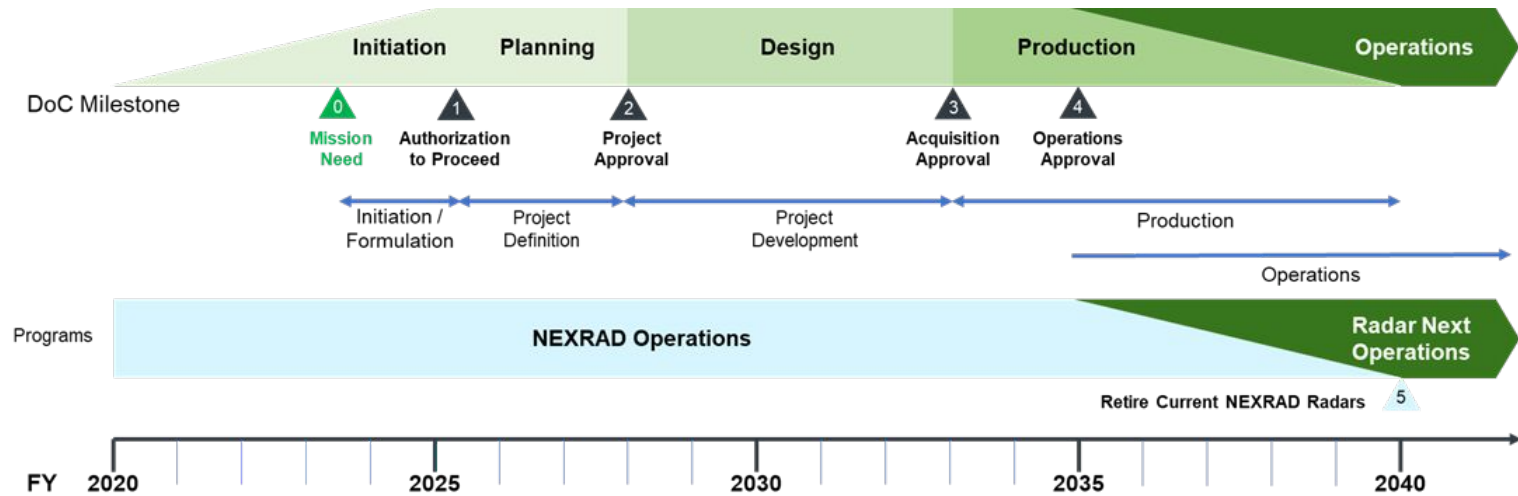 Initiation Planning Design Production Operations
DoC Milestone
0 1 2 3 4
Mission
Need
Authorization
to Proceed
Project
Approval
Acquisition
Approval
Operations
Approval
Initiation /
Formulation
Project
Definition
Project
Development
Production
Operations
Programs
NEXRAD Operations
Radar Next
Operations
Retire Current NEXRAD Radars 5
FY 2020 2025 2030 2035 2040